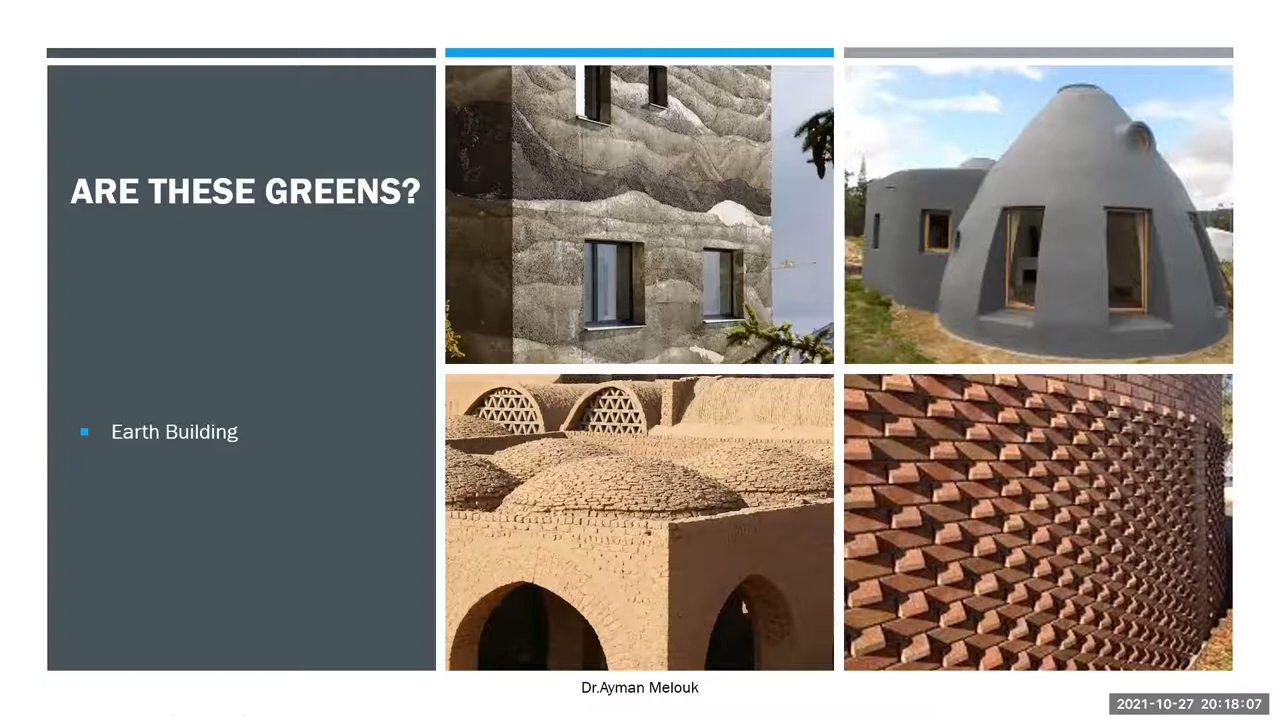 ARE THESE GREENS?
Earth Building
Dr.Ayman Melouk
2021-10-27 20:18:07